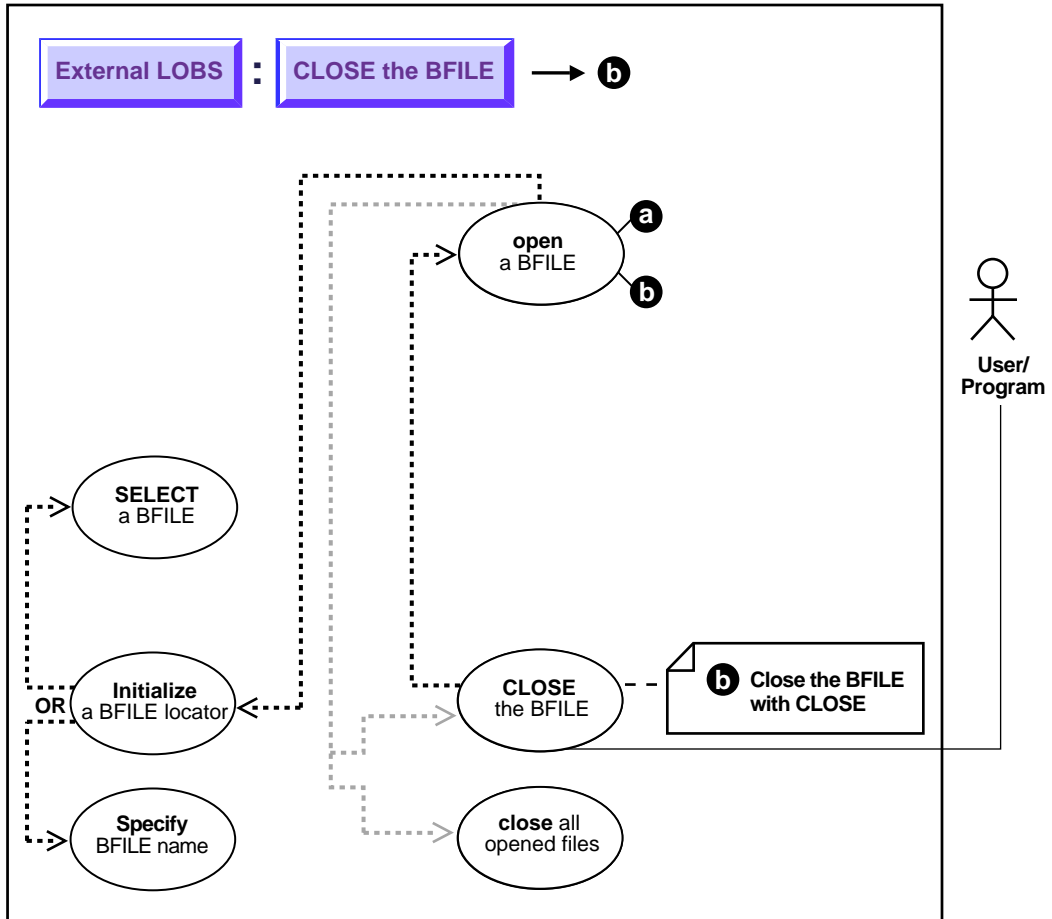 External LOBS : CLOSE the BFILE b
a
open
a BFILE
b
User/
Program
SELECT
a BFILE
Initialize
a BFILE locator
OR
CLOSE
the BFILE
b Close the BFILE
with CLOSE
Specify
BFILE name
close all
opened files